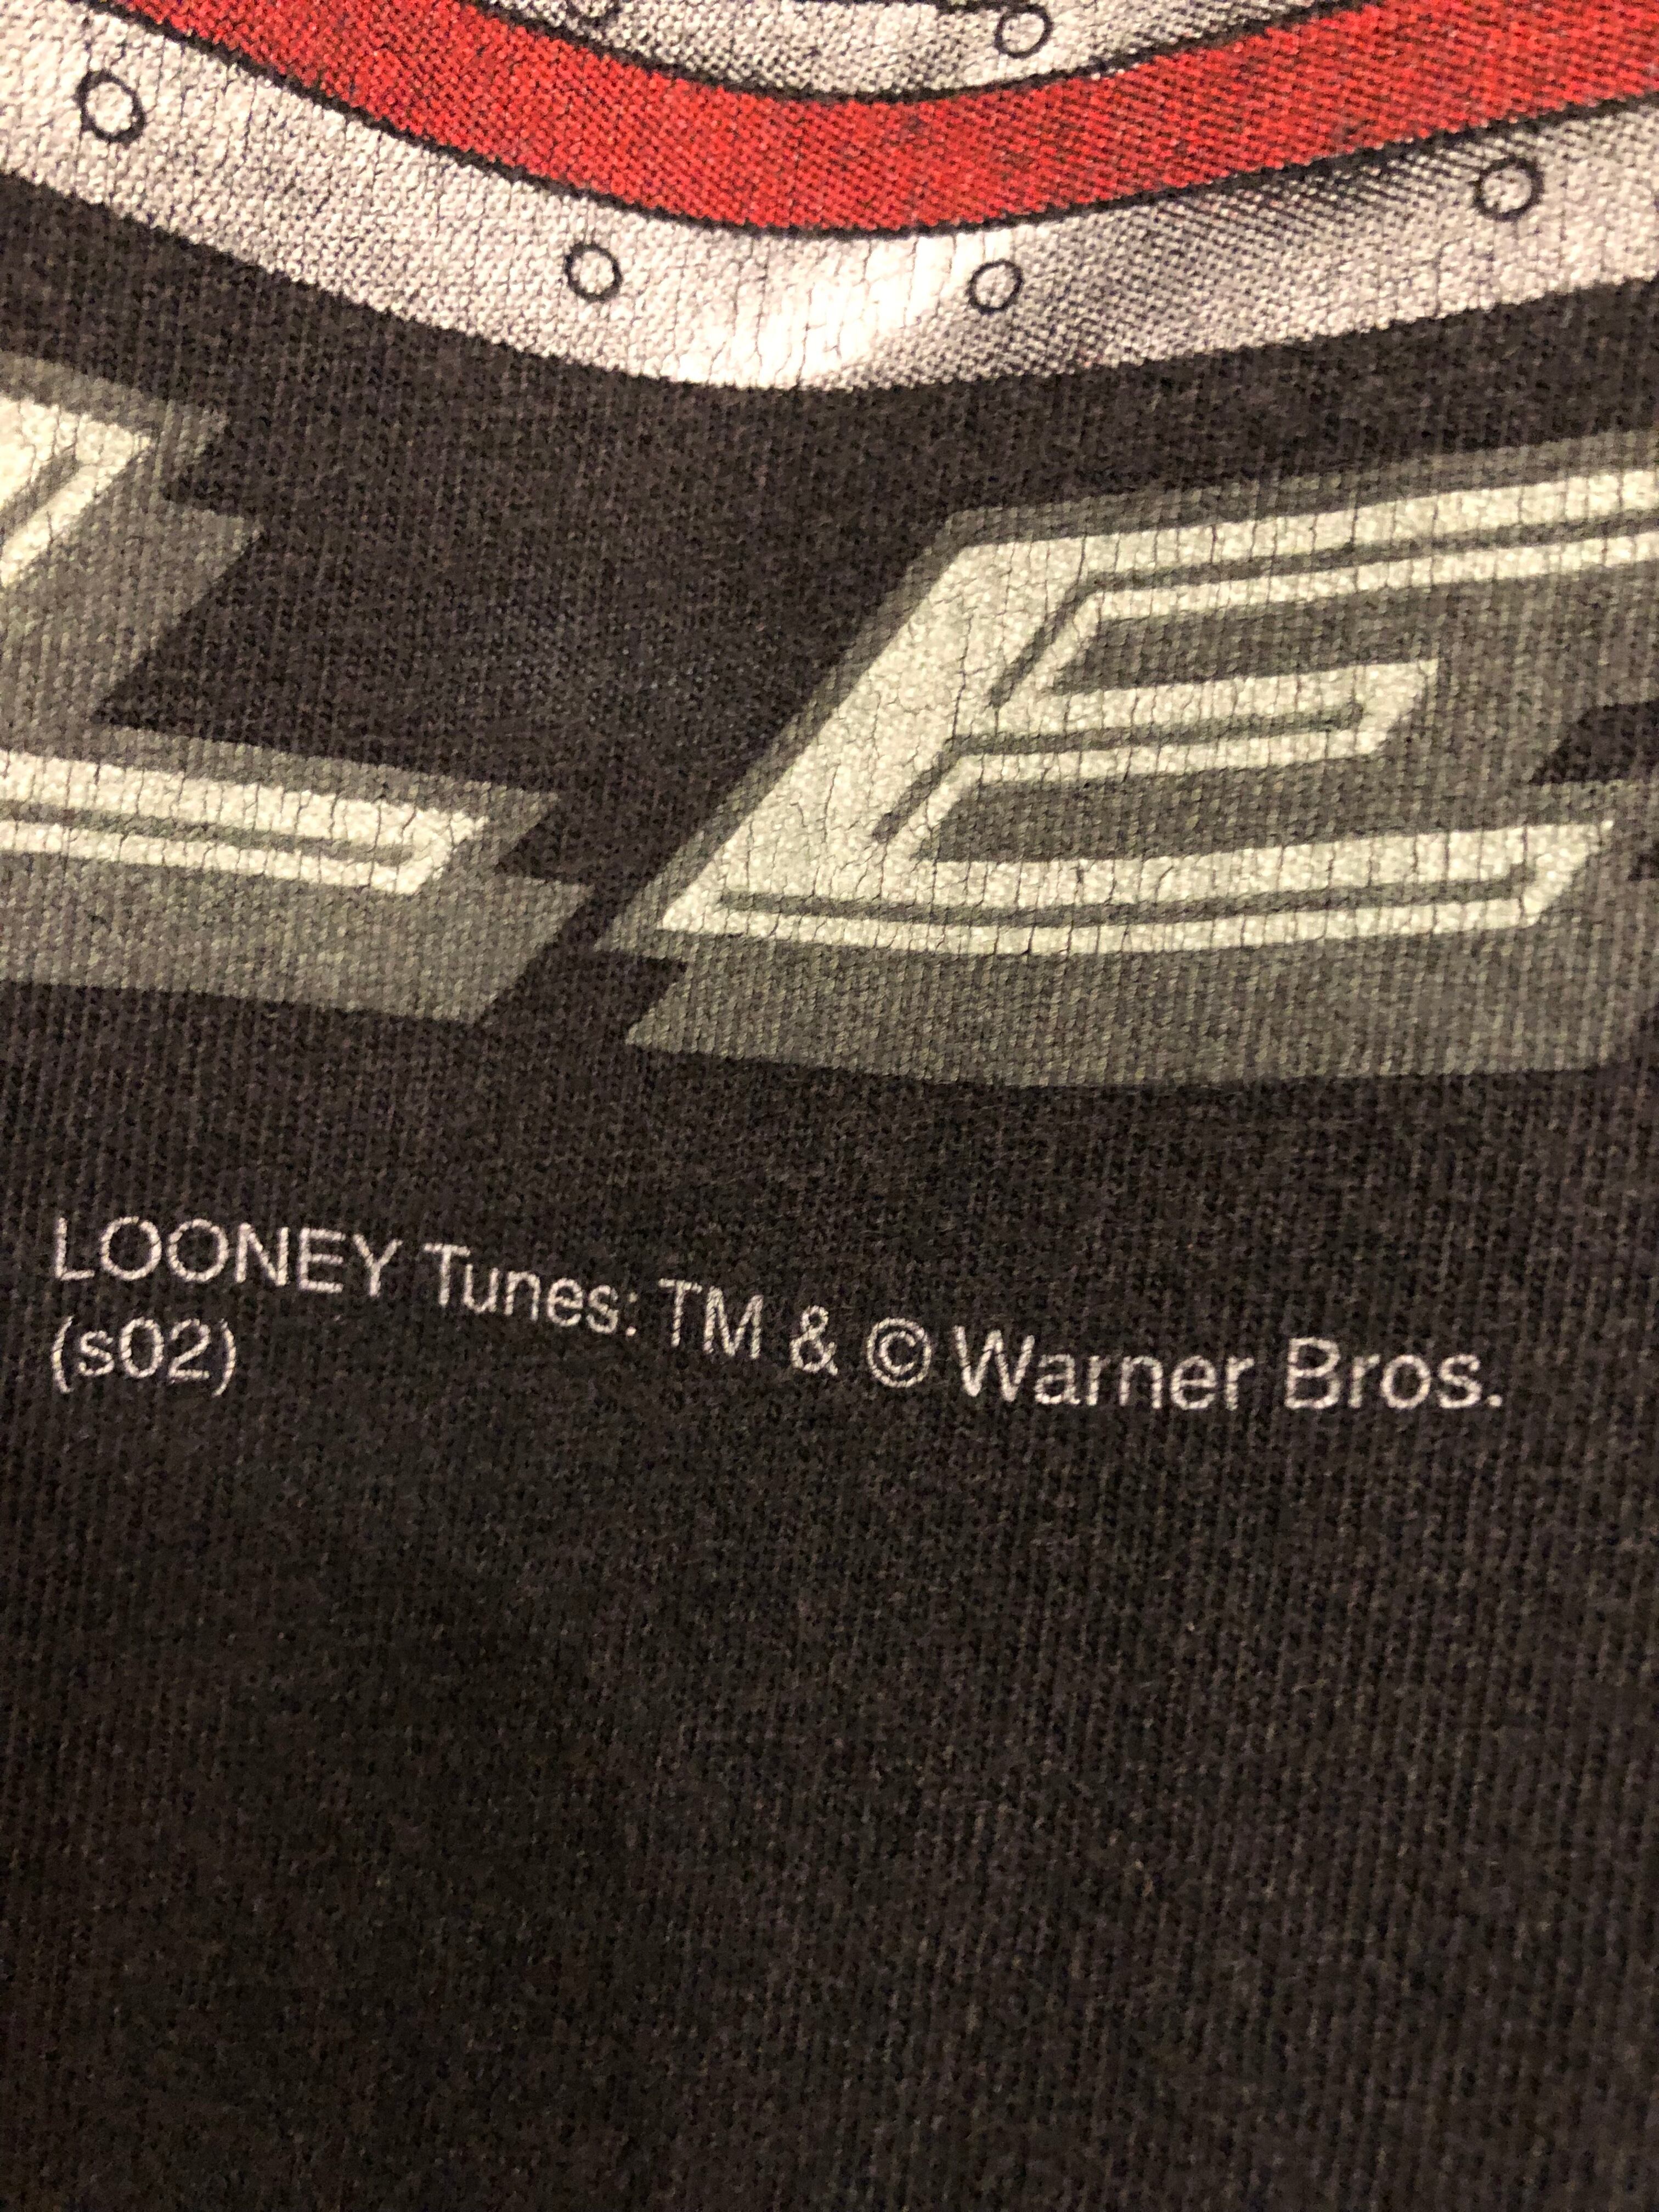 E
LOONEY Tunes: TM & © Warner Bros.
(s02)